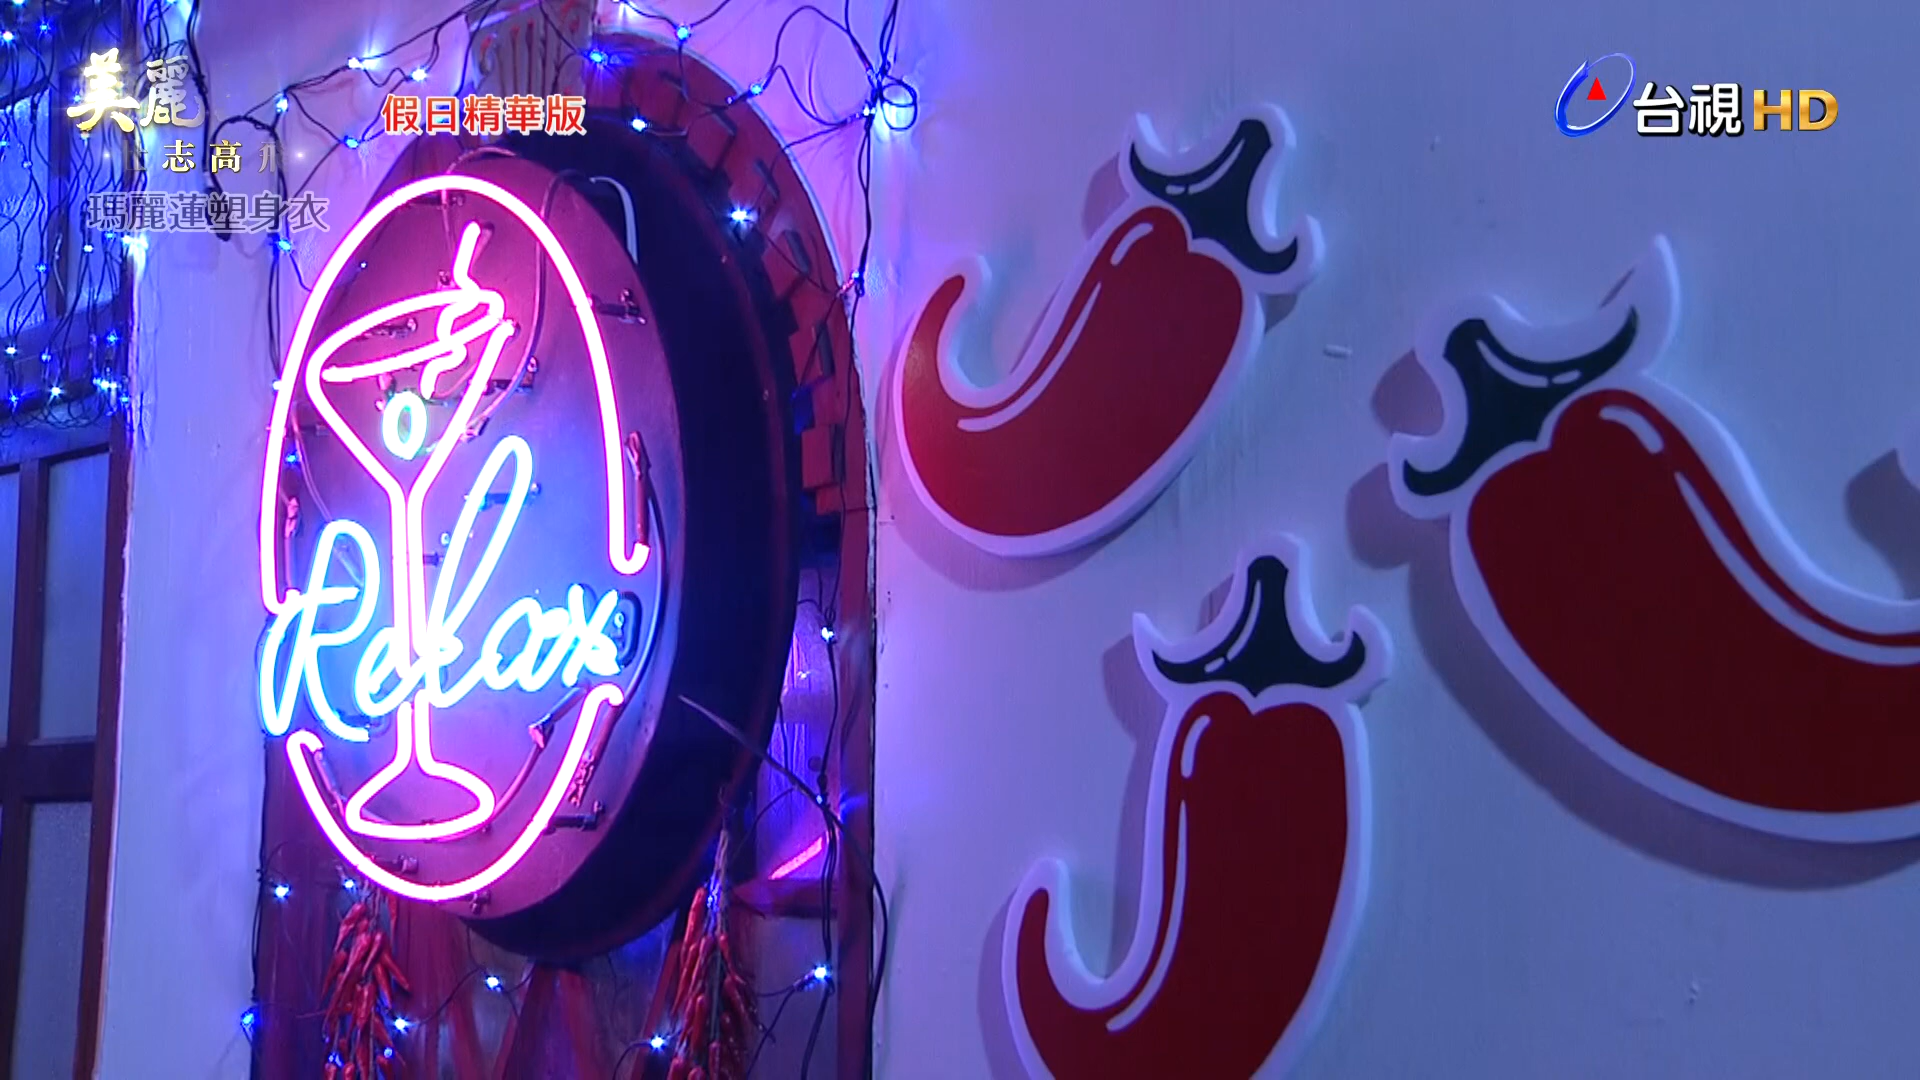 美麗
志高
瑪麗蓮塑身衣
假日精華版
台視HD
Relax